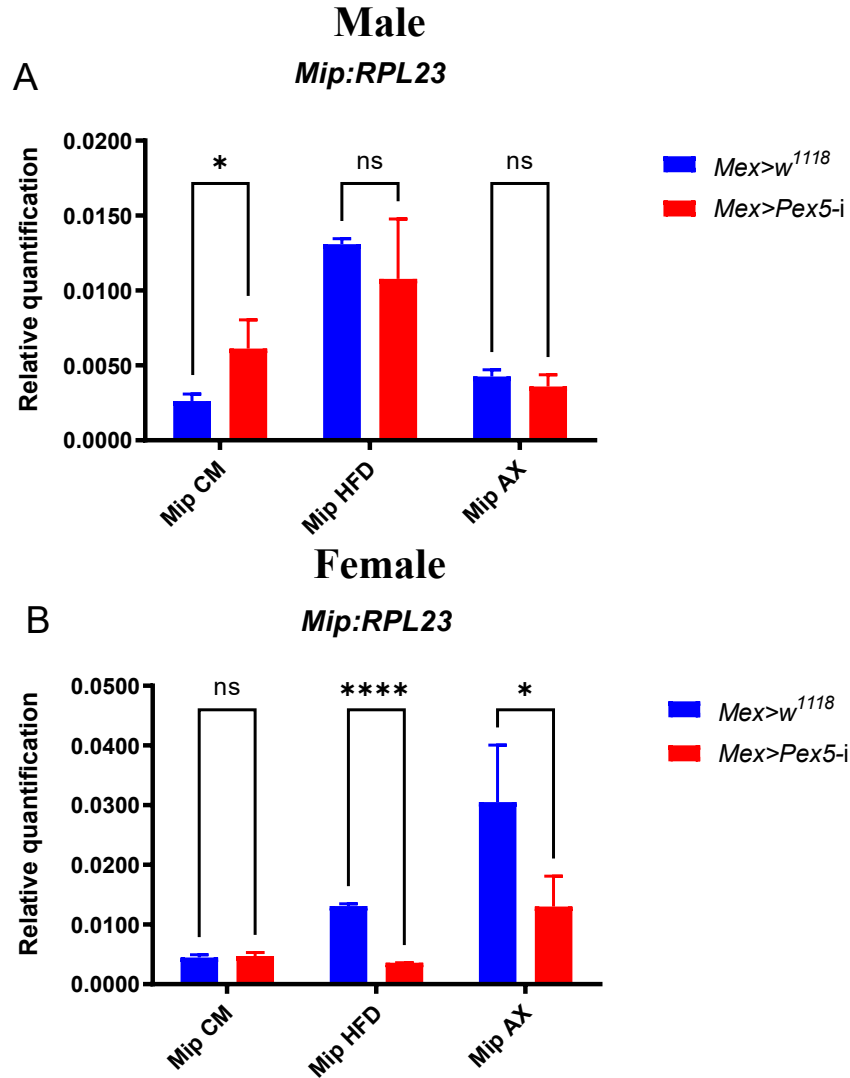 Male
A
Mip:RPL23
Relative quantification
0.0200
0.0150
0.0100
0.0050
0.0000
*
ns
ns
Mip CM
Mip HFD
Mip AX
Mex>w1118
Mex>Pex5-i
Female
B
Mip:RPL23
Relative quantification
0.0500
0.0400
0.0300
0.0200
0.0100
0.0000
ns
****
*
Mip CM
Mip HFD
Mip AX
Mex>w1118
Mex>Pex5-i